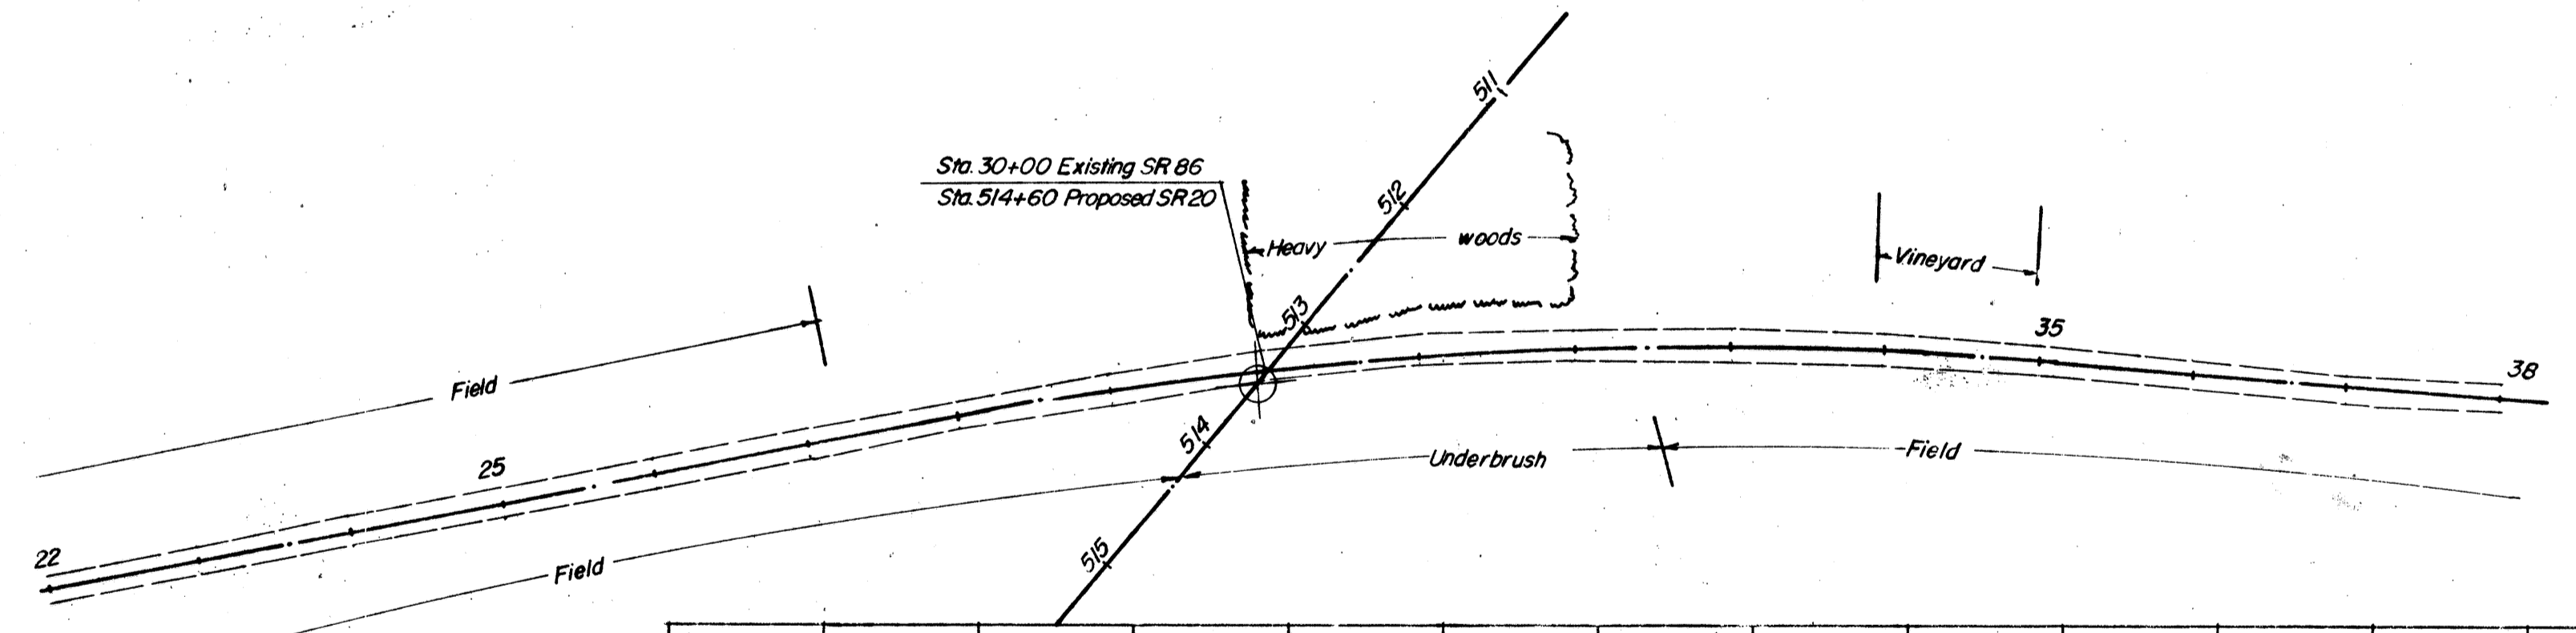 511
Sta. 30+00 Existing SR 86
Sta. 514+60 Proposed SR 20
512
Heavy woods
Vineyard
513
35
38
Field
514
Underbrush
Field
25
22
515
Field